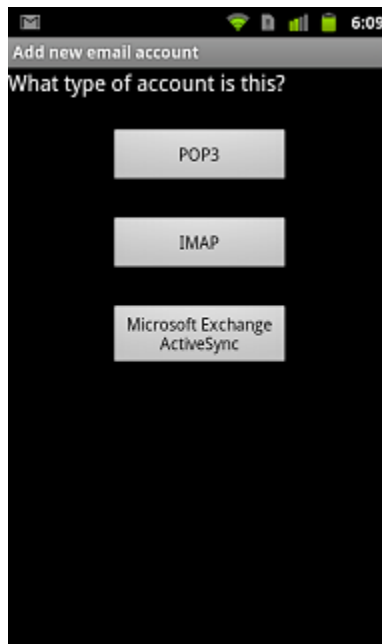 6:09
Add new email account
What type of account is this?
POP3
IMAP
Microsoft Exchange
ActiveSync